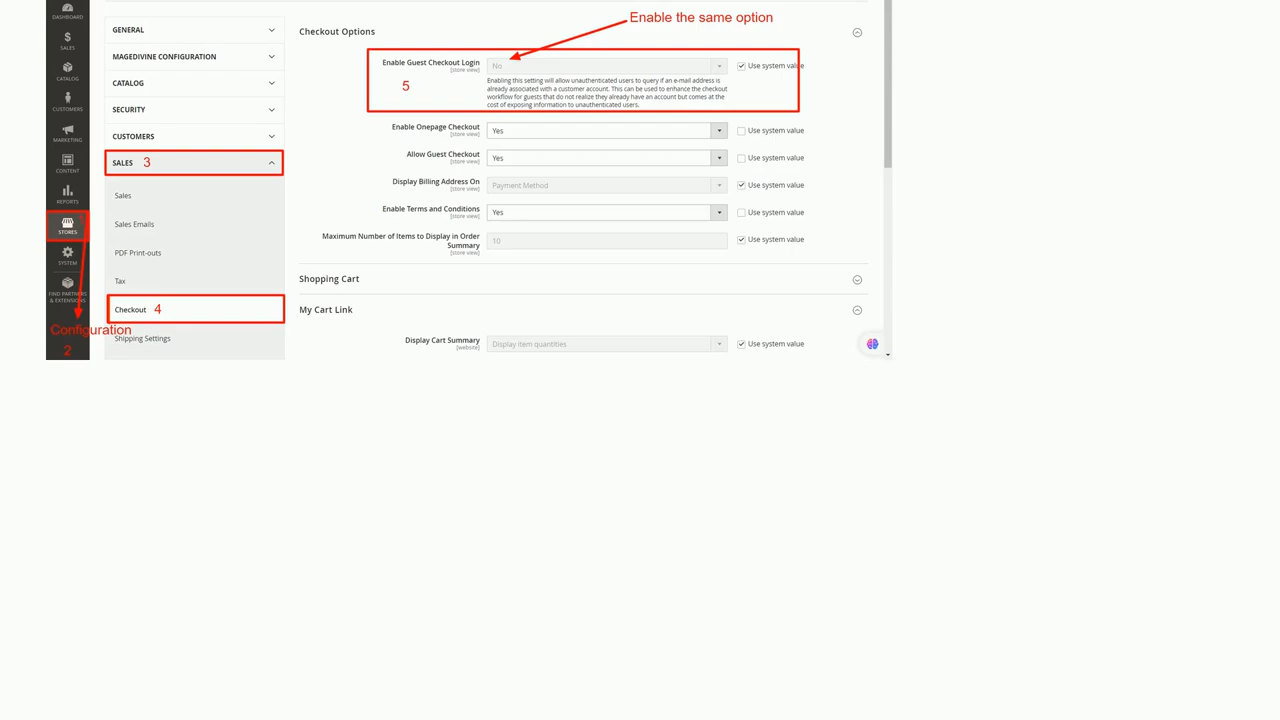 Enable the same option
DASHBOARD
SALES
CATALOG
CUSTOMERS
MARKETING
CONTENT
REPORTS
STORES
1
SYSTEM
FIND PARTNERS
& EXTENSIONS
Configuration
2
GENERAL
MAGEDIVINE CONFIGURATION
CATALOG
SECURITY
CUSTOMERS
SALES 3
Sales
Sales Emails
PDF Print-outs
Tax
Checkout 4
Shipping Settings
Checkout Options
Enable Guest Checkout Login
[store view]
5
No
Use system value
Enabling this setting will allow unauthenticated users to query if an e-mail address is
already associated with a customer account. This can be used to enhance the checkout
workflow for guests that do not realize they already have an account but comes at the
cost of exposing information to unauthenticated users.
Enable Onepage Checkout
[store view]
Yes
Use system value
Allow Guest Checkout
[store view]
Yes
Use system value
Display Billing Address On
[store view]
Payment Method
Use system value
Enable Terms and Conditions
[store view]
Yes
Use system value
Maximum Number of Items to Display in Order
Summary
[store view]
10
Use system value
Shopping Cart
My Cart Link
Display Cart Summary
[website]
Display item quantities
Use system value